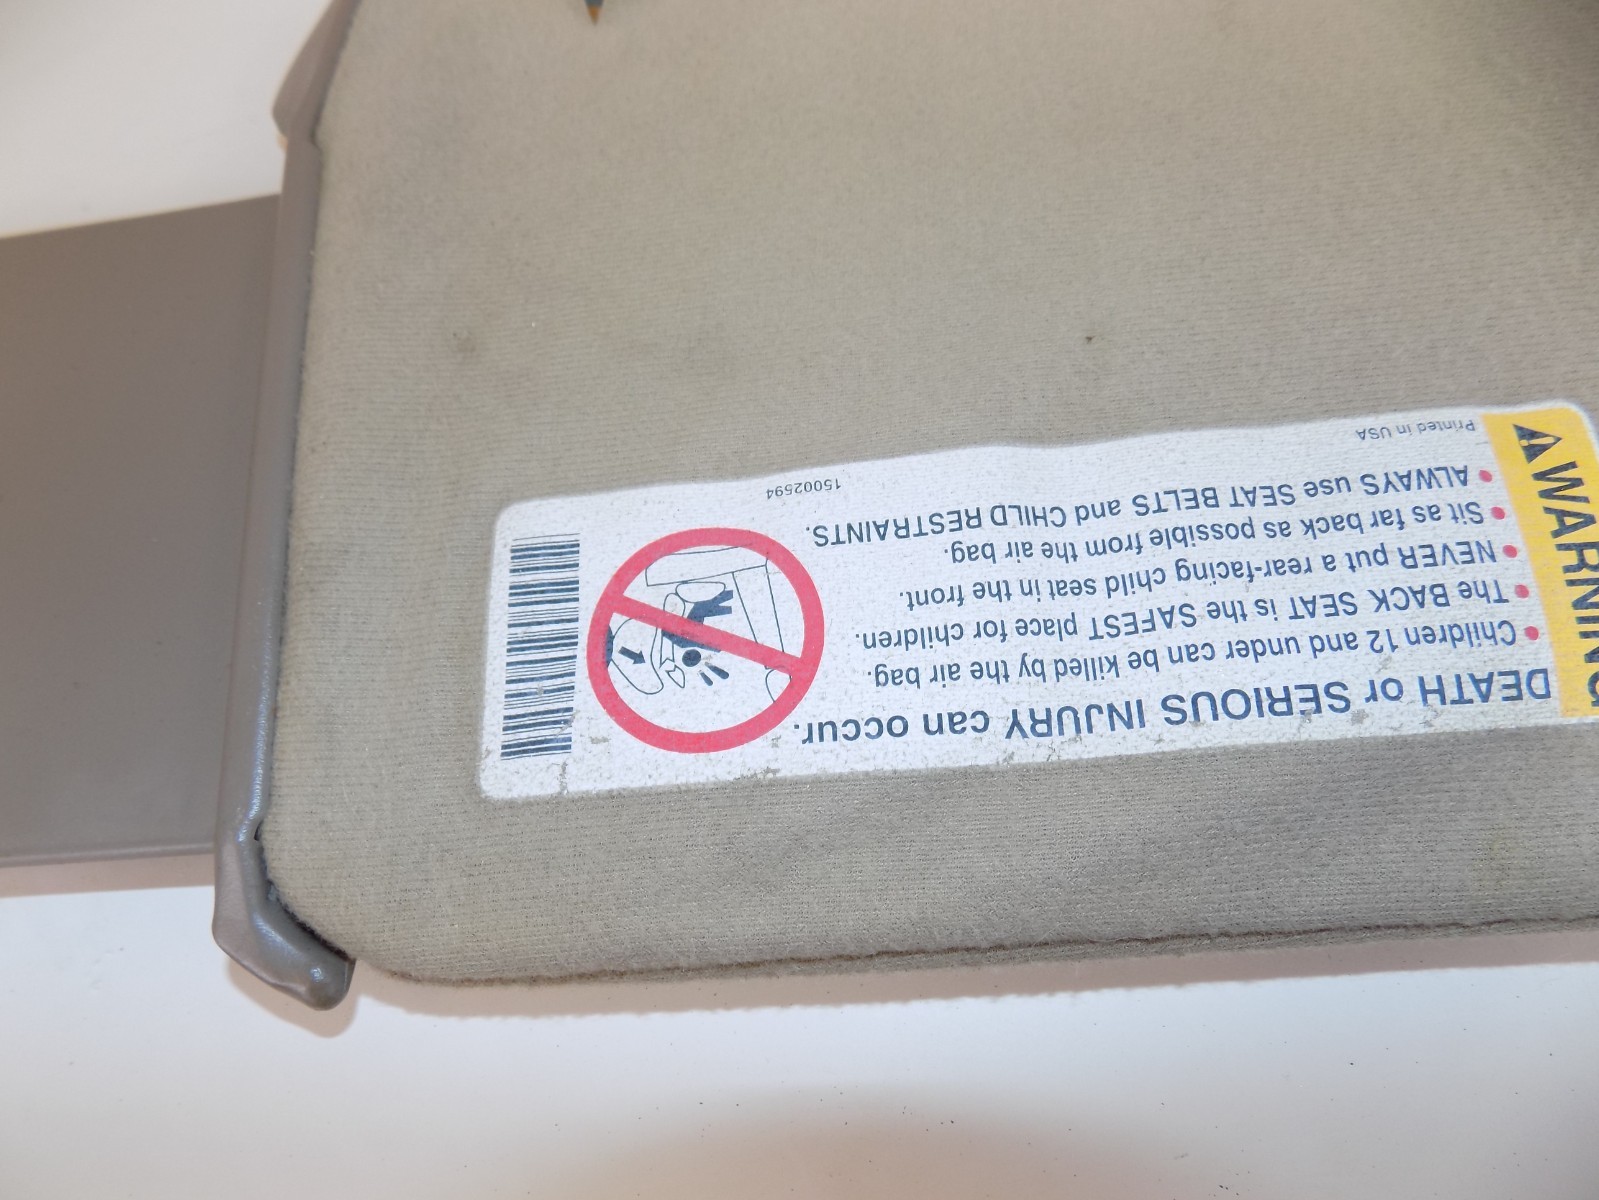 WARNING
DEATH or SERIOUS INJURY can occur.
• Children 12 and under can be killed by the air bag.
• The BACK SEAT is the SAFEST place for children.
• NEVER put a rear-facing child seat in the front.
• Sit as far back as possible from the air bag.
• ALWAYS use SEAT BELTS and CHILD RESTRAINTS.
Printed in USA
15002594